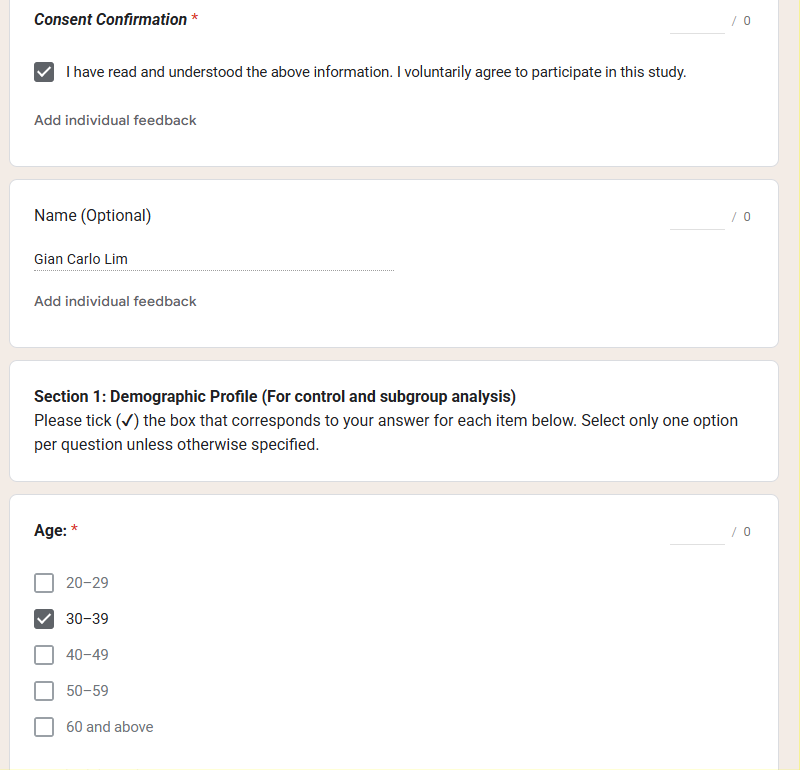 Consent Confirmation *
/ 0
I have read and understood the above information. I voluntarily agree to participate in this study.
Add individual feedback
Name (Optional)
/ 0
Gian Carlo Lim
Add individual feedback
Section 1: Demographic Profile (For control and subgroup analysis)
Please tick (✓) the box that corresponds to your answer for each item below. Select only one option
per question unless otherwise specified.
Age: *
/ 0
20–29
30–39
40–49
50–59
60 and above